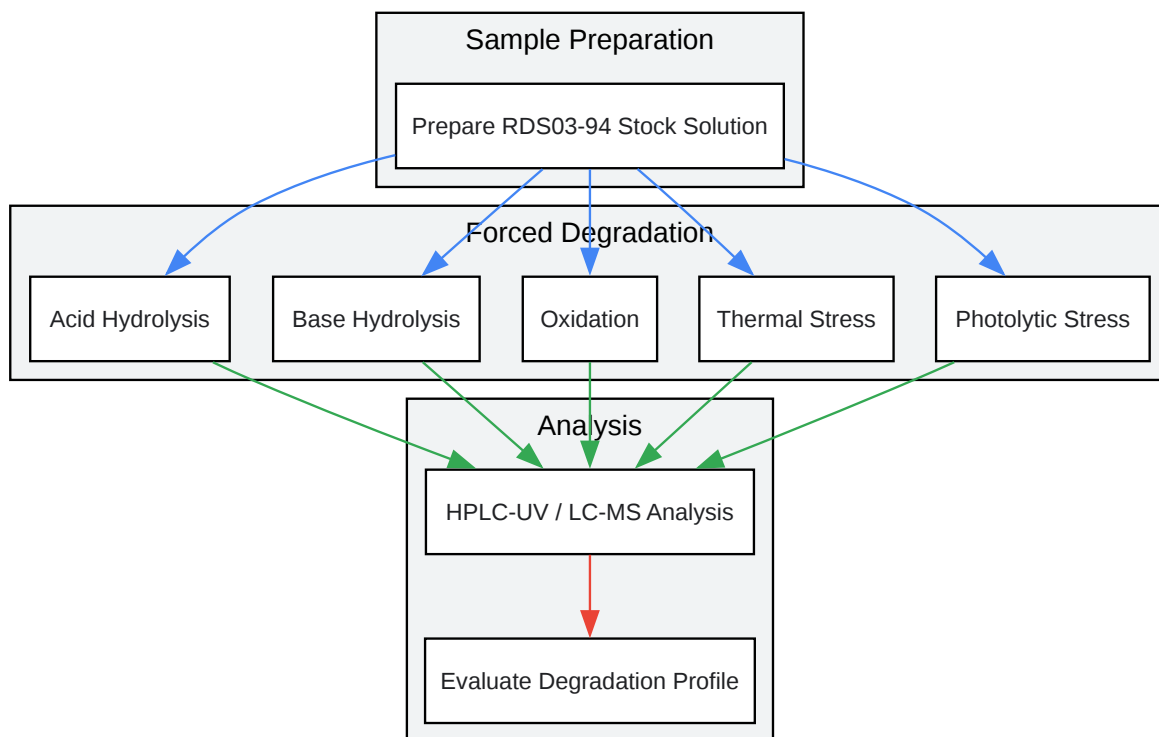 Sample Preparation
Prepare RDS03-94 Stock Solution
Forced Degradation
Acid Hydrolysis
Base Hydrolysis
Oxidation
Thermal Stress
Photolytic Stress
Analysis
HPLC-UV / LC-MS Analysis
Evaluate Degradation Profile